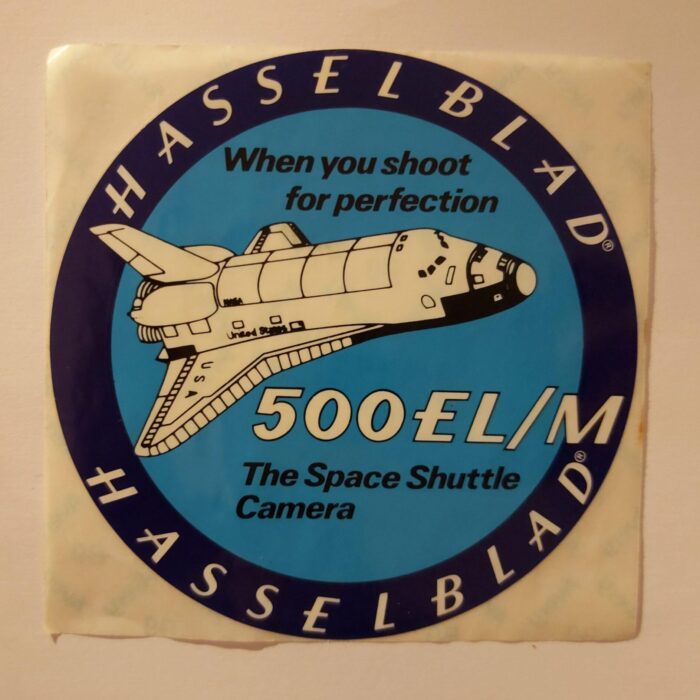 HASSELBLAD®
When you shoot
for perfection
NASA
United States
USA
500EL/M
The Space Shuttle
Camera
HASSELBLAD®